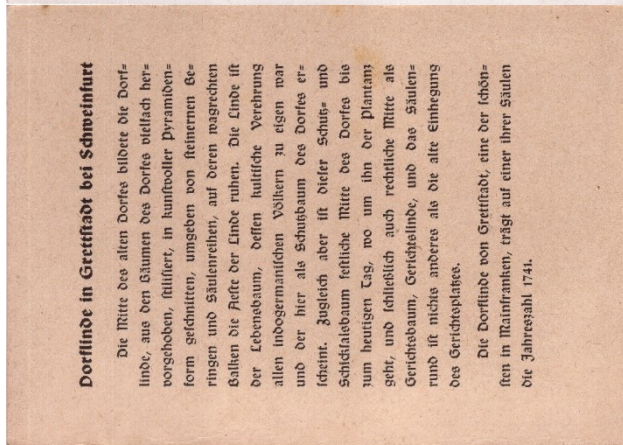 Dorflinde in Grettstadt bei Schweinfurt
Die Mitte des alten Dorfes bildete die Dorf=
linde, aus den Bäumen des Dorfes vielfach her=
vorgehoben, stilisiert, in kunstvoller Pyramiden=
form geschnitten, umgeben von steinernen Be=
ringen und Säulenreihen, auf deren wagrechten
Balken die Aeste der Linde ruhen. Die Linde ist
der Lebensbaum, dessen kultische Verehrung
allen indogermanischen Völkern zu eigen war
und der hier als Schutzbaum des Dorfes er=
scheint. Zugleich aber ist dieser Schutz= und
Schicksalsbaum festliche Mitte des Dorfes bis
zum heutigen Tag, wo um ihn der Plantanz
geht, und schließlich auch rechtliche Mitte als
Gerichtsbaum, Gerichtslinde, und das Säulen=
rund ist nichts anderes als die alte Einhegung
des Gerichtsplatzes.
Die Dorflinde von Grettstadt, eine der schön=
sten in Mainfranken, trägt auf einer ihrer Säulen
die Jahreszahl 1741.